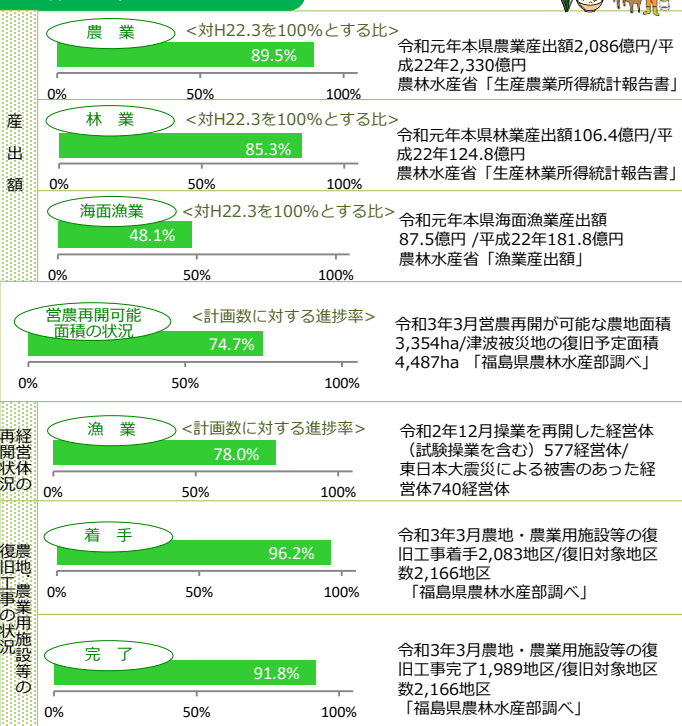 産出額
農　業
<対H22.3を100%とする比>
89.5%
0% 50% 100%
令和元年本県農業産出額2,086億円/平
成22年2,330億円
農林水産省「生産農業所得統計報告書」
林　業
<対H22.3を100%とする比>
85.3%
0% 50% 100%
令和元年本県林業産出額106.4億円/平
成22年124.8億円
農林水産省「生産林業所得統計報告書」
海面漁業
<対H22.3を100%とする比>
48.1%
0% 50% 100%
令和元年本県海面漁業産出額
87.5億円 /平成22年181.8億円
農林水産省「漁業産出額」
営農再開可能
面積の状況
<計画数に対する進捗率>
74.7%
0% 50% 100%
令和3年3月営農再開が可能な農地面積
3,354ha/津波被災地の復旧予定面積
4,487ha 「福島県農林水産部調べ」
経営体の
再開状況
漁　業
<計画数に対する進捗率>
78.0%
0% 50% 100%
令和2年12月操業を再開した経営体
（試験操業を含む）577経営体/
東日本大震災による被害のあった経
営体740経営体
農地、農業用施設等の
復旧工事の状況
着　手
96.2%
0% 50% 100%
令和3年3月農地・農業用施設等の復
旧工事着手2,083地区/復旧対象地区
数2,166地区
「福島県農林水産部調べ」
完　了
91.8%
0% 50% 100%
令和3年3月農地・農業用施設等の復
旧工事完了1,989地区/復旧対象地区
数2,166地区
「福島県農林水産部調べ」